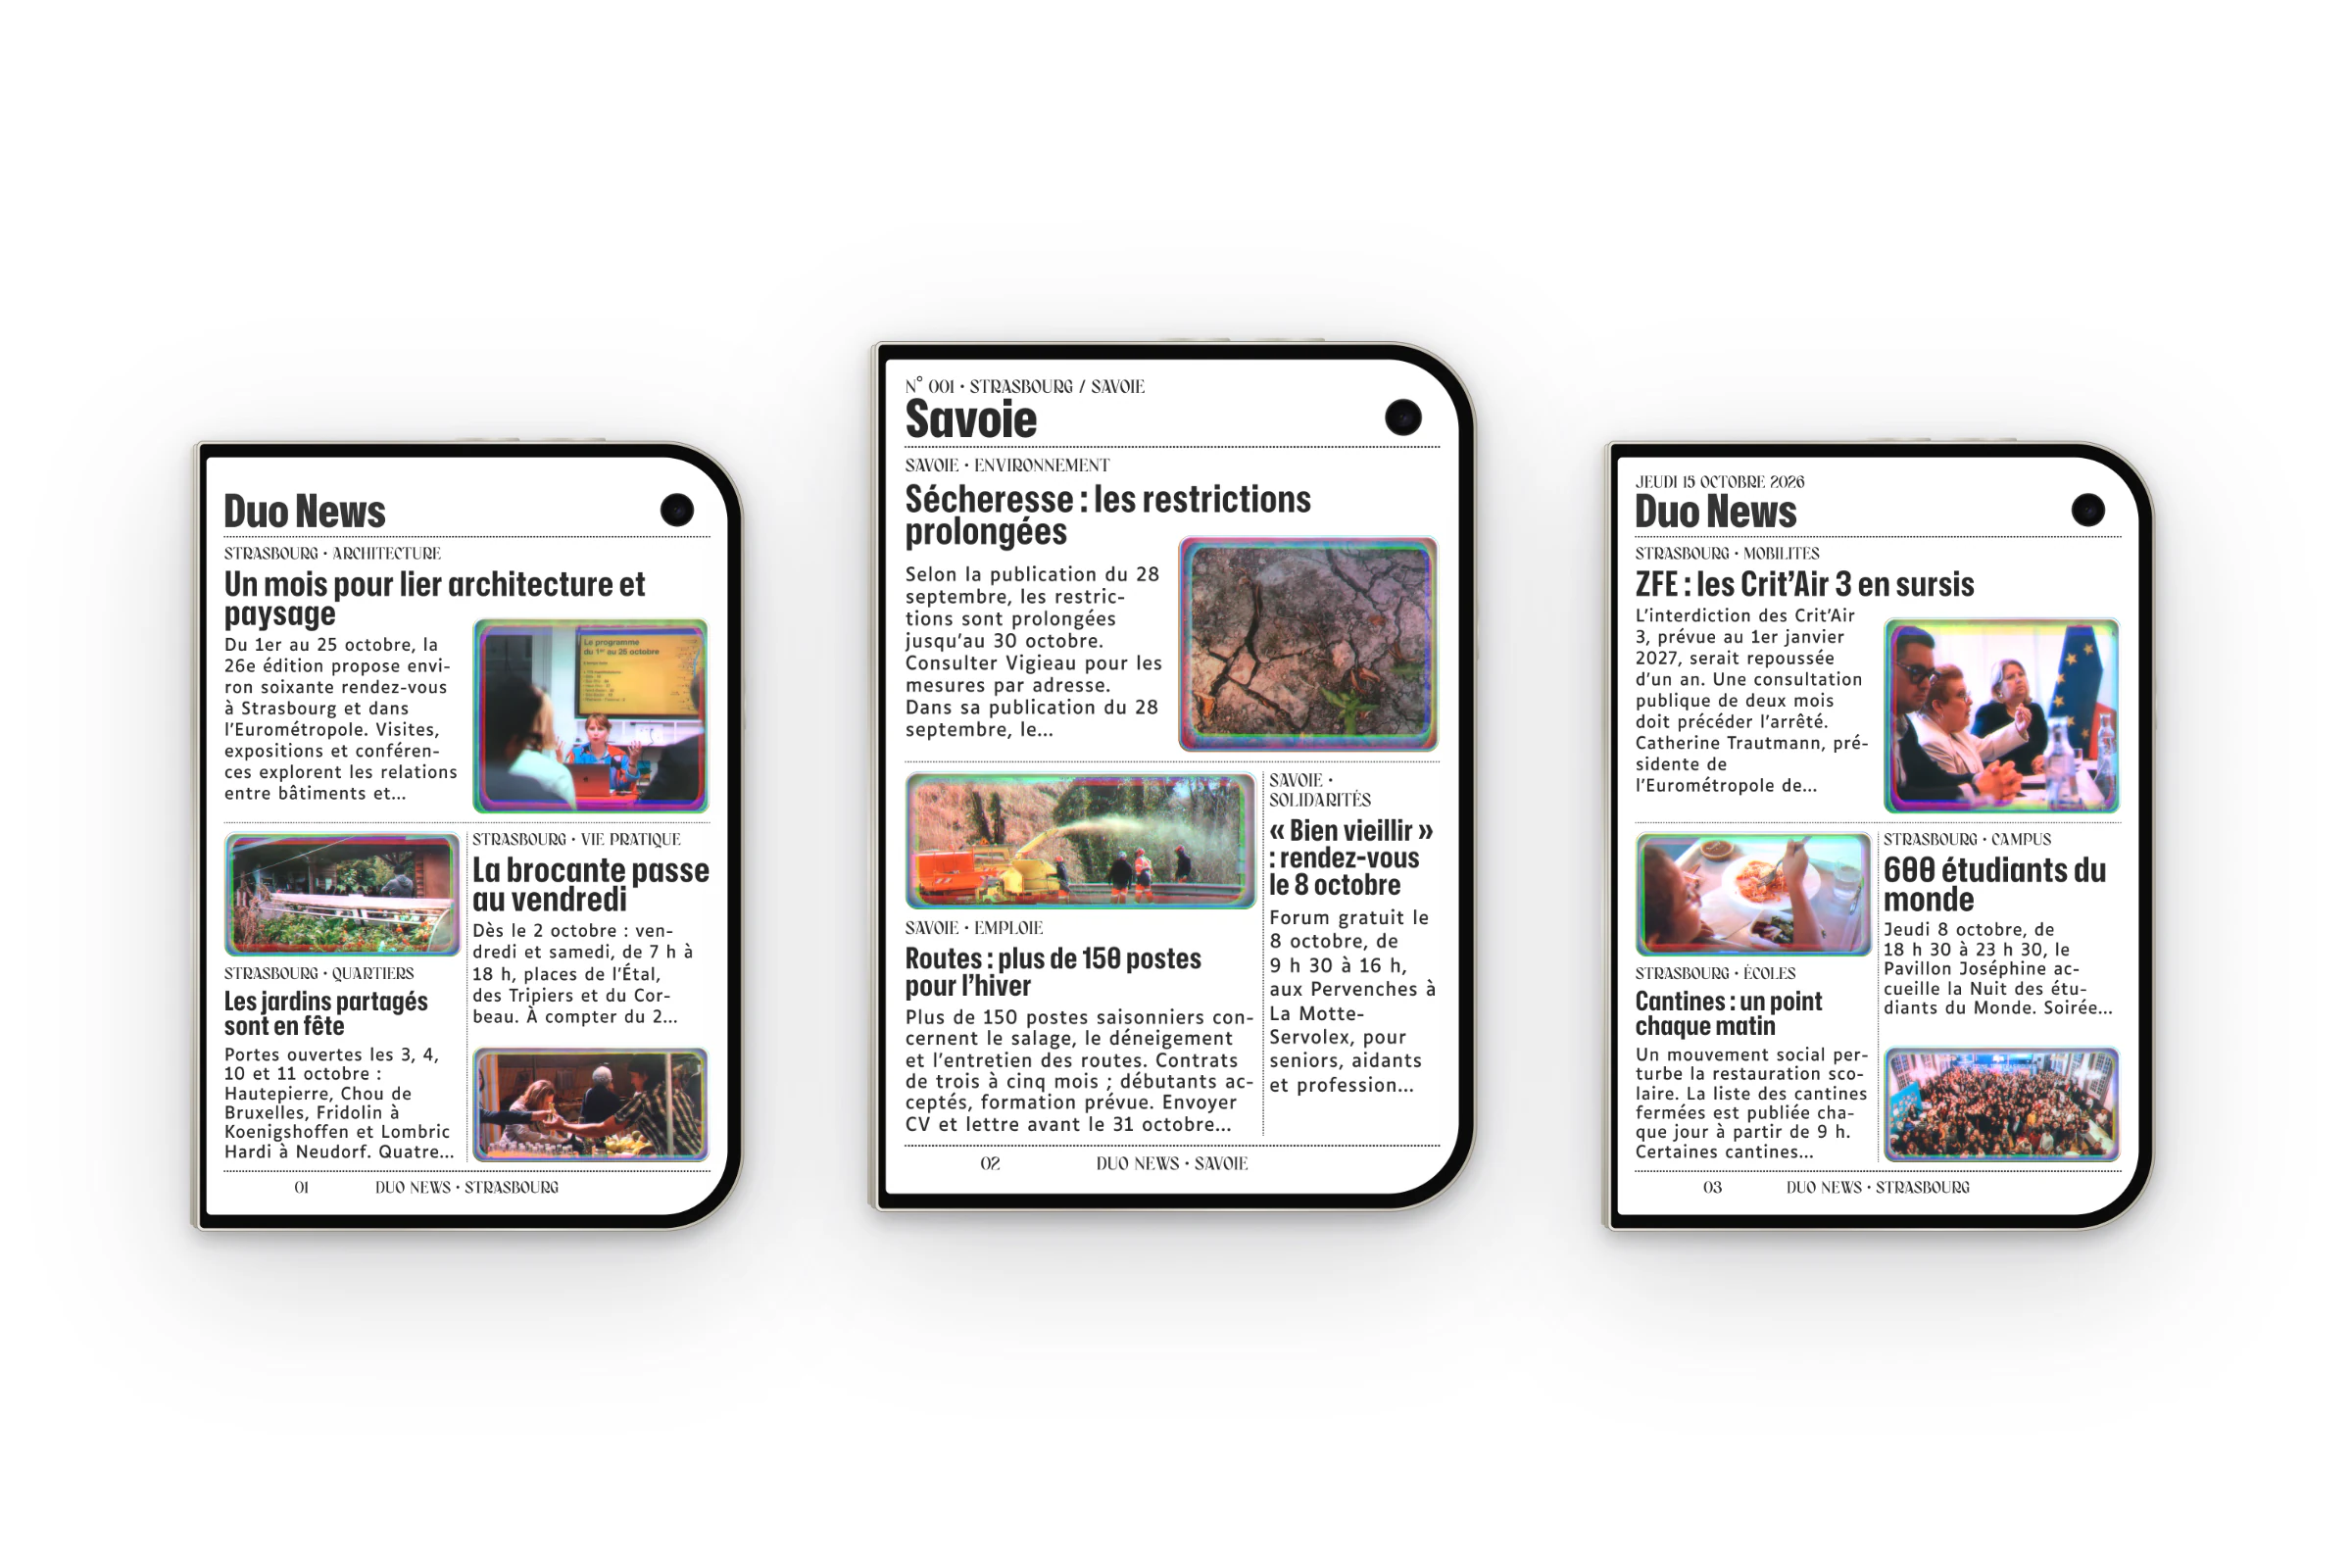 Duo News
STRASBOURG • ARCHITECTURE
Un mois pour lier architecture et
paysage
Du 1er au 25 octobre, la
26e édition propose envi-
ron soixante rendez-vous
à Strasbourg et dans
l'Eurométropole. Visites,
expositions et conféren-
ces explorent les relations
entre bâtiments et...
Le programme
du 1er au 25 octobre
STRASBOURG • QUARTIERS
Les jardins partagés
sont en fête
Portes ouvertes les 3, 4,
10 et 11 octobre :
Hautepierre, Chou de
Bruxelles, Fridolin à
Koenigshoffen et Lombric
Hardi à Neudorf. Quatre...
STRASBOURG • VIE PRATIQUE
La brocante passe
au vendredi
Dès le 2 octobre : ven-
dredi et samedi, de 7 h à
18 h, places de l'Étal,
des Tripiers et du Cor-
beau. À compter du 2...
01 DUO NEWS • STRASBOURG
N° 001 • STRASBOURG / SAVOIE
Savoie
SAVOIE • ENVIRONNEMENT
Sécheresse : les restrictions
prolongées
Selon la publication du 28
septembre, les restric-
tions sont prolongées
jusqu'au 30 octobre.
Consulter Vigieau pour les
mesures par adresse.
Dans sa publication du 28
septembre, le...
SAVOIE • EMPLOIE
Routes : plus de 150 postes
pour l'hiver
Plus de 150 postes saisonniers con-
cernent le salage, le déneigement
et l'entretien des routes. Contrats
de trois à cinq mois ; débutants ac-
ceptés, formation prévue. Envoyer
CV et lettre avant le 31 octobre...
SAVOIE •
SOLIDARITÉS
« Bien vieillir »
: rendez-vous
le 8 octobre
Forum gratuit le
8 octobre, de
9 h 30 à 16 h,
aux Pervenches à
La Motte-
Servolex, pour
seniors, aidants
et profession...
02 DUO NEWS • SAVOIE
JEUDI 15 OCTOBRE 2026
Duo News
STRASBOURG • MOBILITES
ZFE : les Crit'Air 3 en sursis
L'interdiction des Crit'Air
3, prévue au 1er janvier
2027, serait repoussée
d'un an. Une consultation
publique de deux mois
doit précéder l'arrêté.
Catherine Trautmann, pré-
sidente de
l'Eurométropole de...
STRASBOURG • ÉCOLES
Cantines : un point
chaque matin
Un mouvement social per-
turbe la restauration sco-
laire. La liste des cantines
fermées est publiée cha-
que jour à partir de 9 h.
Certaines cantines...
STRASBOURG • CAMPUS
600 étudiants du
monde
Jeudi 8 octobre, de
18 h 30 à 23 h 30, le
Pavillon Joséphine ac-
cueille la Nuit des étu-
diants du Monde. Soirée...
03 DUO NEWS • STRASBOURG